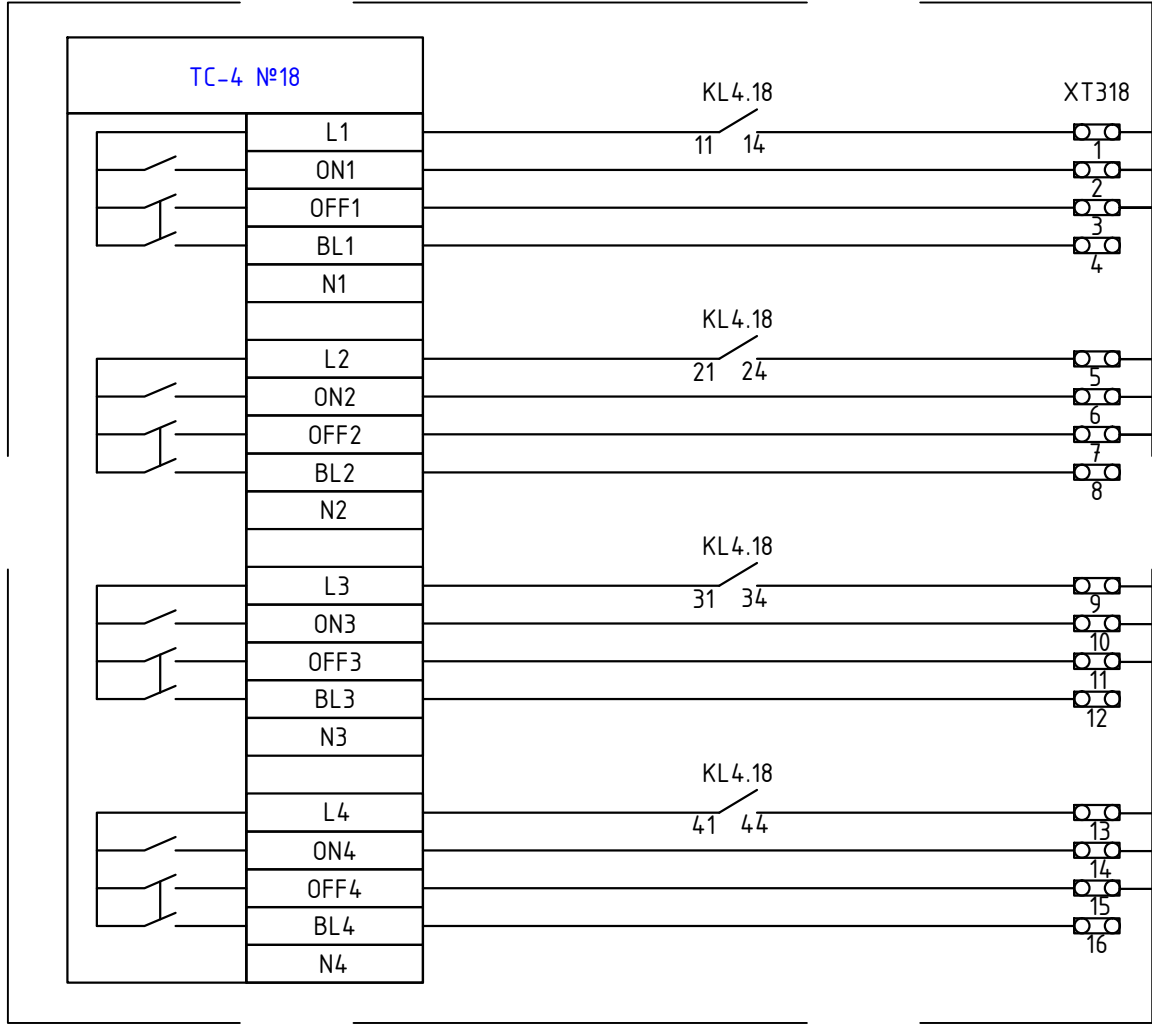 TC-4 №18
KL4.18
XT318
L1
11 14
1
ON1
2
OFF1
3
BL1
4
N1
KL4.18
L2
21 24
5
ON2
6
OFF2
7
BL2
8
N2
KL4.18
L3
31 34
9
ON3
10
OFF3
11
BL3
12
N3
KL4.18
L4
41 44
13
ON4
14
OFF4
15
BL4
16
N4